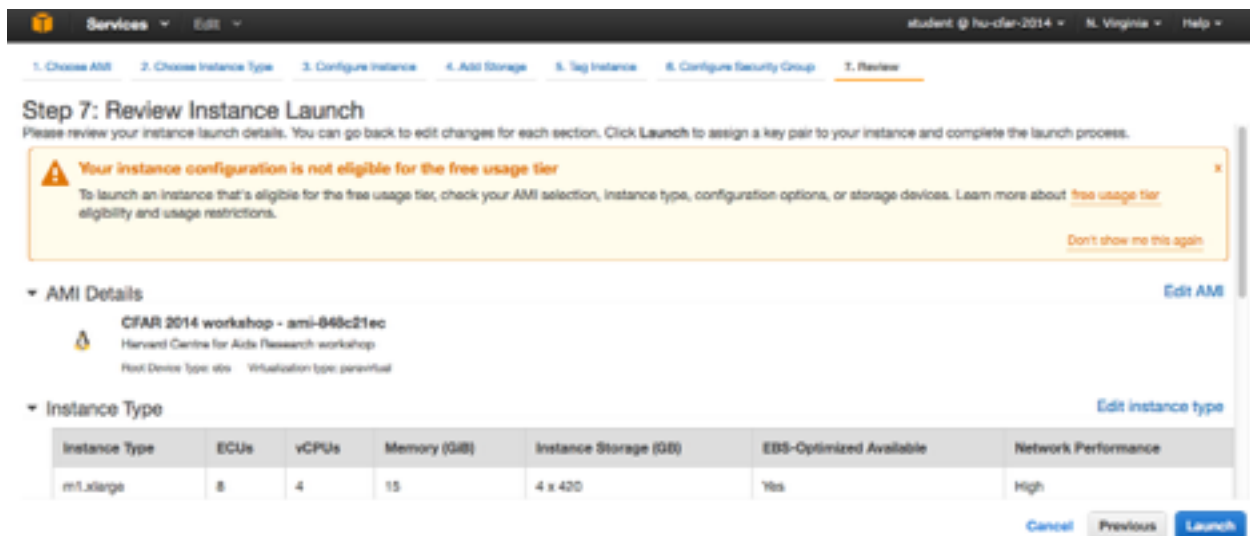 Services Edit student @ hu-cfar-2014 N. Virginia Help
1. Choose AMI 2. Choose Instance Type 3. Configure Instance 4. Add Storage 5. Tag Instance 6. Configure Security Group 7. Review
Step 7: Review Instance Launch
Please review your instance launch details. You can go back to edit changes for each section. Click Launch to assign a key pair to your instance and complete the launch process.
Your instance configuration is not eligible for the free usage tier x
To launch an instance that's eligible for the free usage tier, check your AMI selection, instance type, configuration options, or storage devices. Learn more about free usage tier
eligibility and usage restrictions.
Don't show me this again
AMI Details Edit AMI
CFAR 2014 workshop - ami-848c21ec
Harvard Centre for Aids Research workshop
Root Device Type: ebs Virtualization type: paravirtual
Instance Type Edit instance type
Instance Type ECUs vCPUs Memory (GiB) Instance Storage (GB) EBS-Optimized Available Network Performance
m1.xlarge 8 4 15 4 x 420 Yes High
Cancel Previous Launch